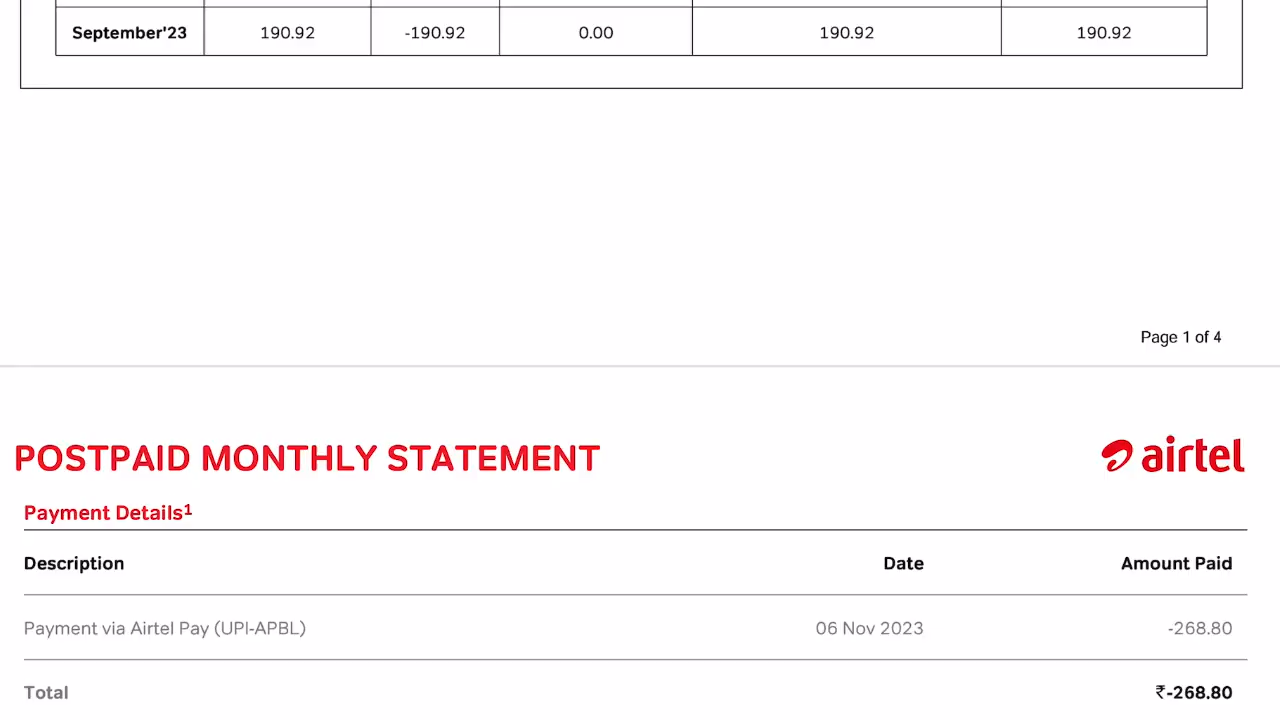 September'23 190.92 -190.92 0.00 190.92 190.92
Page 1 of 4
POSTPAID MONTHLY STATEMENT airtel
Payment Details¹
Description Date Amount Paid
Payment via Airtel Pay (UPI-APBL) 06 Nov 2023 -268.80
Total ₹-268.80